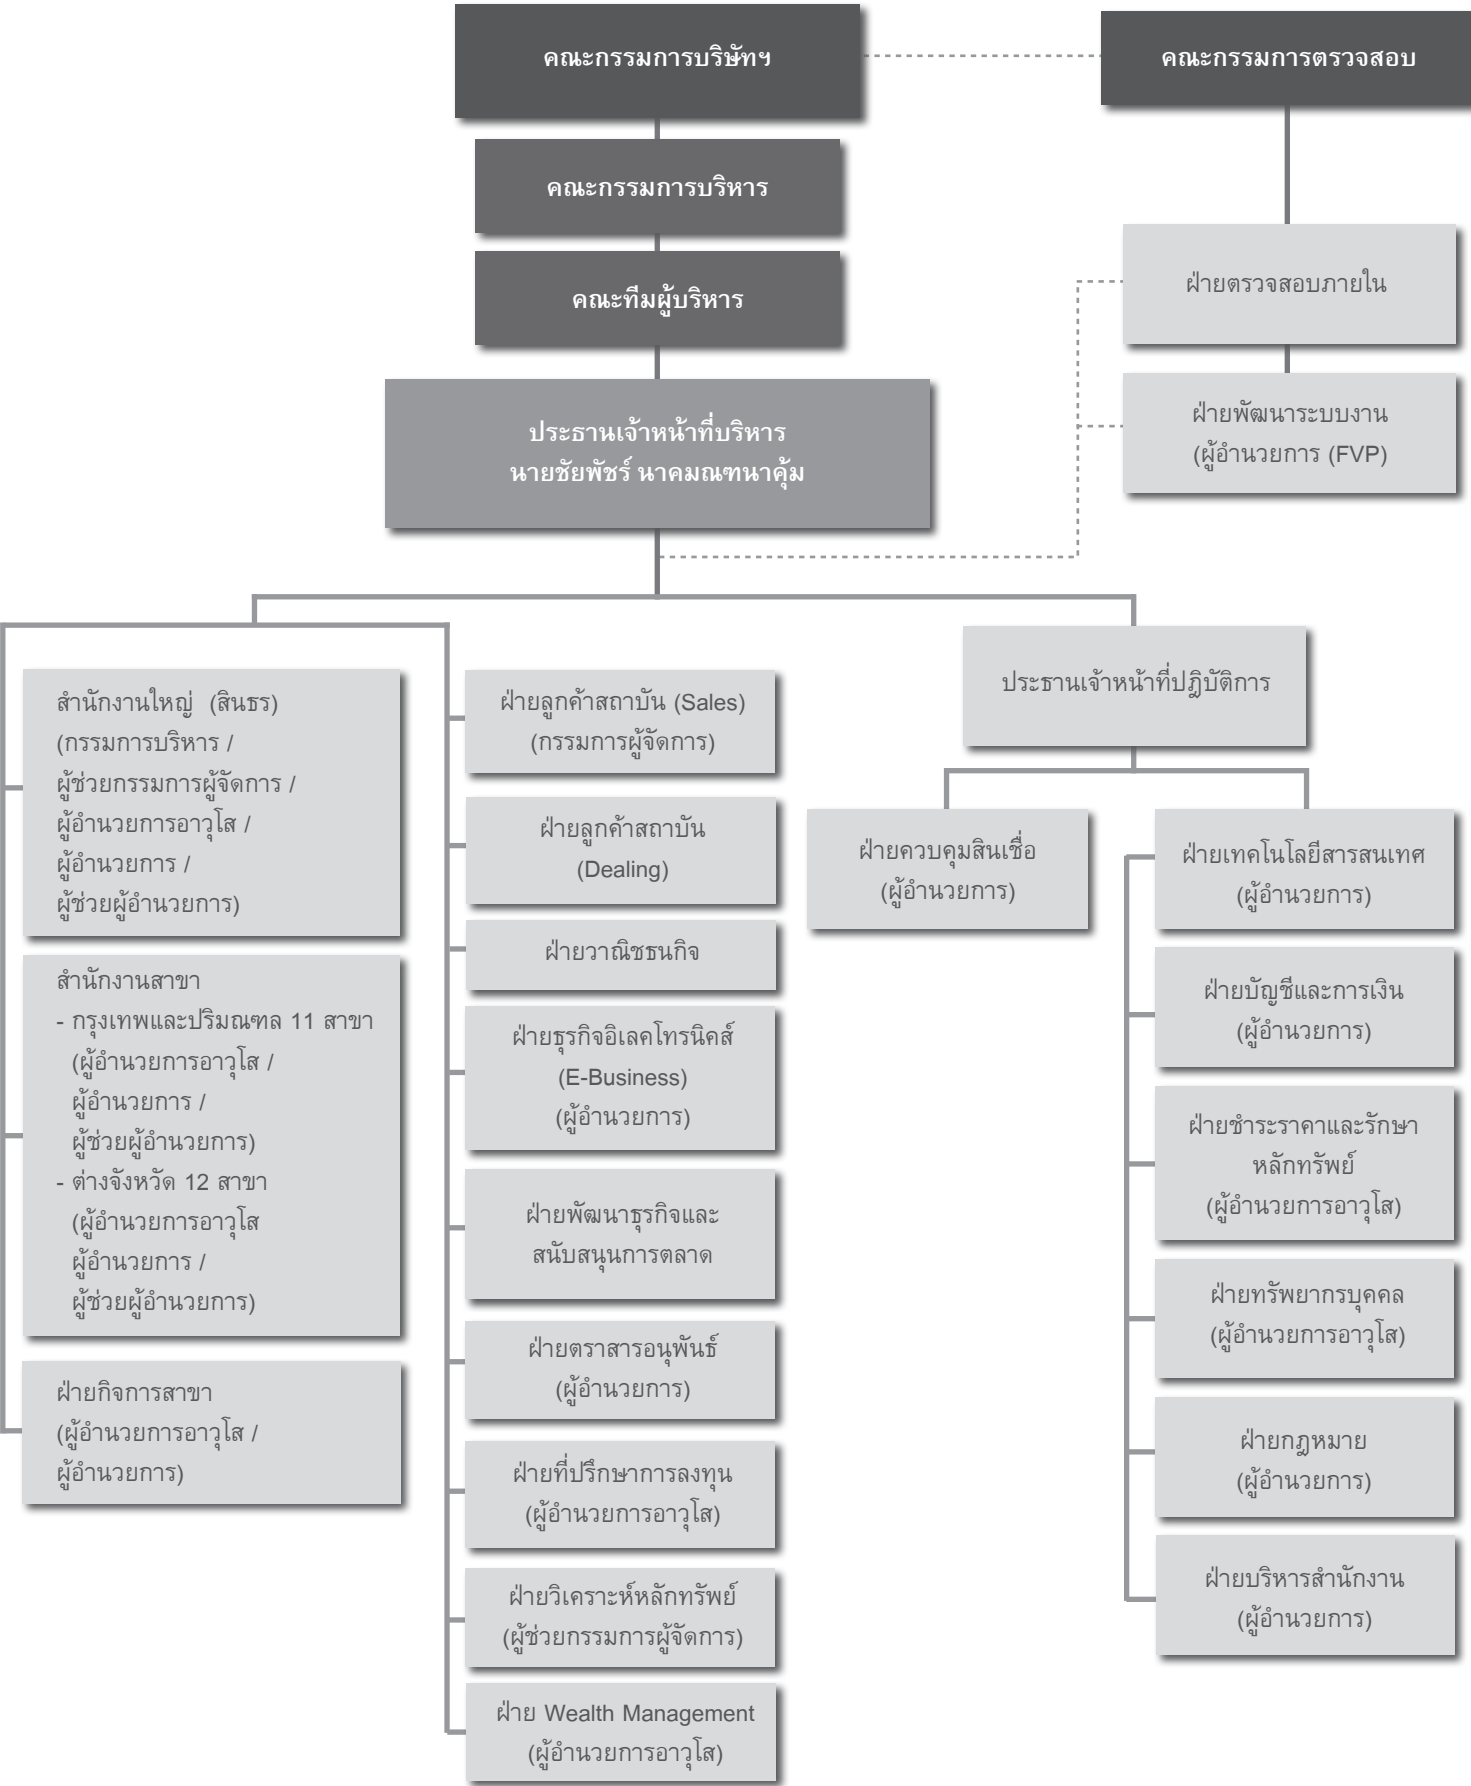 คณะกรรมการบริษัทฯ
คณะกรรมการตรวจสอบ
คณะกรรมการบริหาร
คณะทีมผู้บริหาร
ฝ่ายตรวจสอบภายใน
ฝ่ายพัฒนาระบบงาน
(ผู้อำนวยการ (FVP)
ประธานเจ้าหน้าที่บริหาร
นายชัยพัชร์ นาคมณฑนาคุ้ม
สำนักงานใหญ่ (สินธร)
(กรรมการบริหาร /
ผู้ช่วยกรรมการผู้จัดการ /
ผู้อำนวยการอาวุโส /
ผู้อำนวยการ /
ผู้ช่วยผู้อำนวยการ)
สำนักงานสาขา
- กรุงเทพและปริมณฑล 11 สาขา
(ผู้อำนวยการอาวุโส /
ผู้อำนวยการ /
ผู้ช่วยผู้อำนวยการ)
- ต่างจังหวัด 12 สาขา
(ผู้อำนวยการอาวุโส
ผู้อำนวยการ /
ผู้ช่วยผู้อำนวยการ)
ฝ่ายกิจการสาขา
(ผู้อำนวยการอาวุโส /
ผู้อำนวยการ)
ฝ่ายลูกค้าสถาบัน (Sales)
(กรรมการผู้จัดการ)
ฝ่ายลูกค้าสถาบัน
(Dealing)
ฝ่ายวาณิชธนกิจ
ฝ่ายธุรกิจอิเลคโทรนิคส์
(E-Business)
(ผู้อำนวยการ)
ฝ่ายพัฒนาธุรกิจและ
สนับสนุนการตลาด
ฝ่ายตราสารอนุพันธ์
(ผู้อำนวยการ)
ฝ่ายที่ปรึกษาการลงทุน
(ผู้อำนวยการอาวุโส)
ฝ่ายวิเคราะห์หลักทรัพย์
(ผู้ช่วยกรรมการผู้จัดการ)
ฝ่าย Wealth Management
(ผู้อำนวยการอาวุโส)
ประธานเจ้าหน้าที่ปฎิบัติการ
ฝ่ายควบคุมสินเชื่อ
(ผู้อำนวยการ)
ฝ่ายเทคโนโลยีสารสนเทศ
(ผู้อำนวยการ)
ฝ่ายบัญชีและการเงิน
(ผู้อำนวยการ)
ฝ่ายชำระราคาและรักษา
หลักทรัพย์
(ผู้อำนวยการอาวุโส)
ฝ่ายทรัพยากรบุคคล
(ผู้อำนวยการอาวุโส)
ฝ่ายกฎหมาย
(ผู้อำนวยการ)
ฝ่ายบริหารสำนักงาน
(ผู้อำนวยการ)